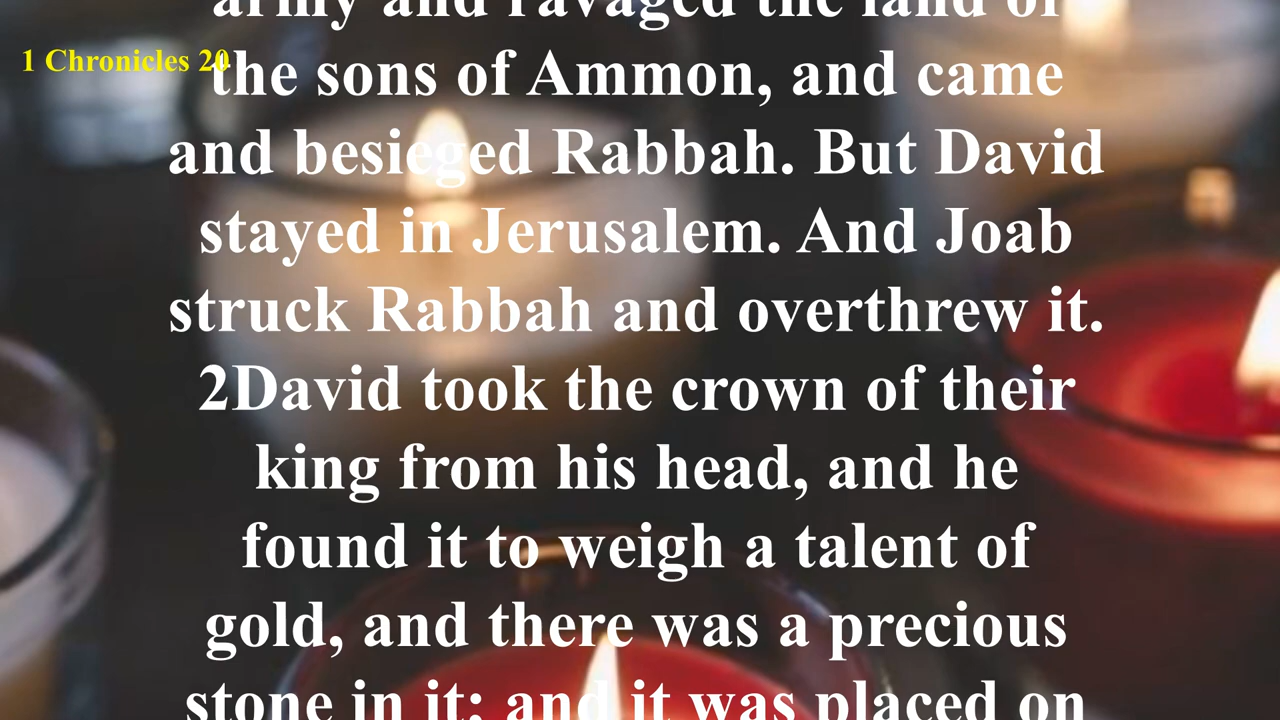 army and ravaged the land of
1 Chronicles 20
the sons of Ammon, and came
and besieged Rabbah. But David
stayed in Jerusalem. And Joab
struck Rabbah and overthrew it.
2David took the crown of their
king from his head, and he
found it to weigh a talent of
gold, and there was a precious
stone in it; and it was placed on